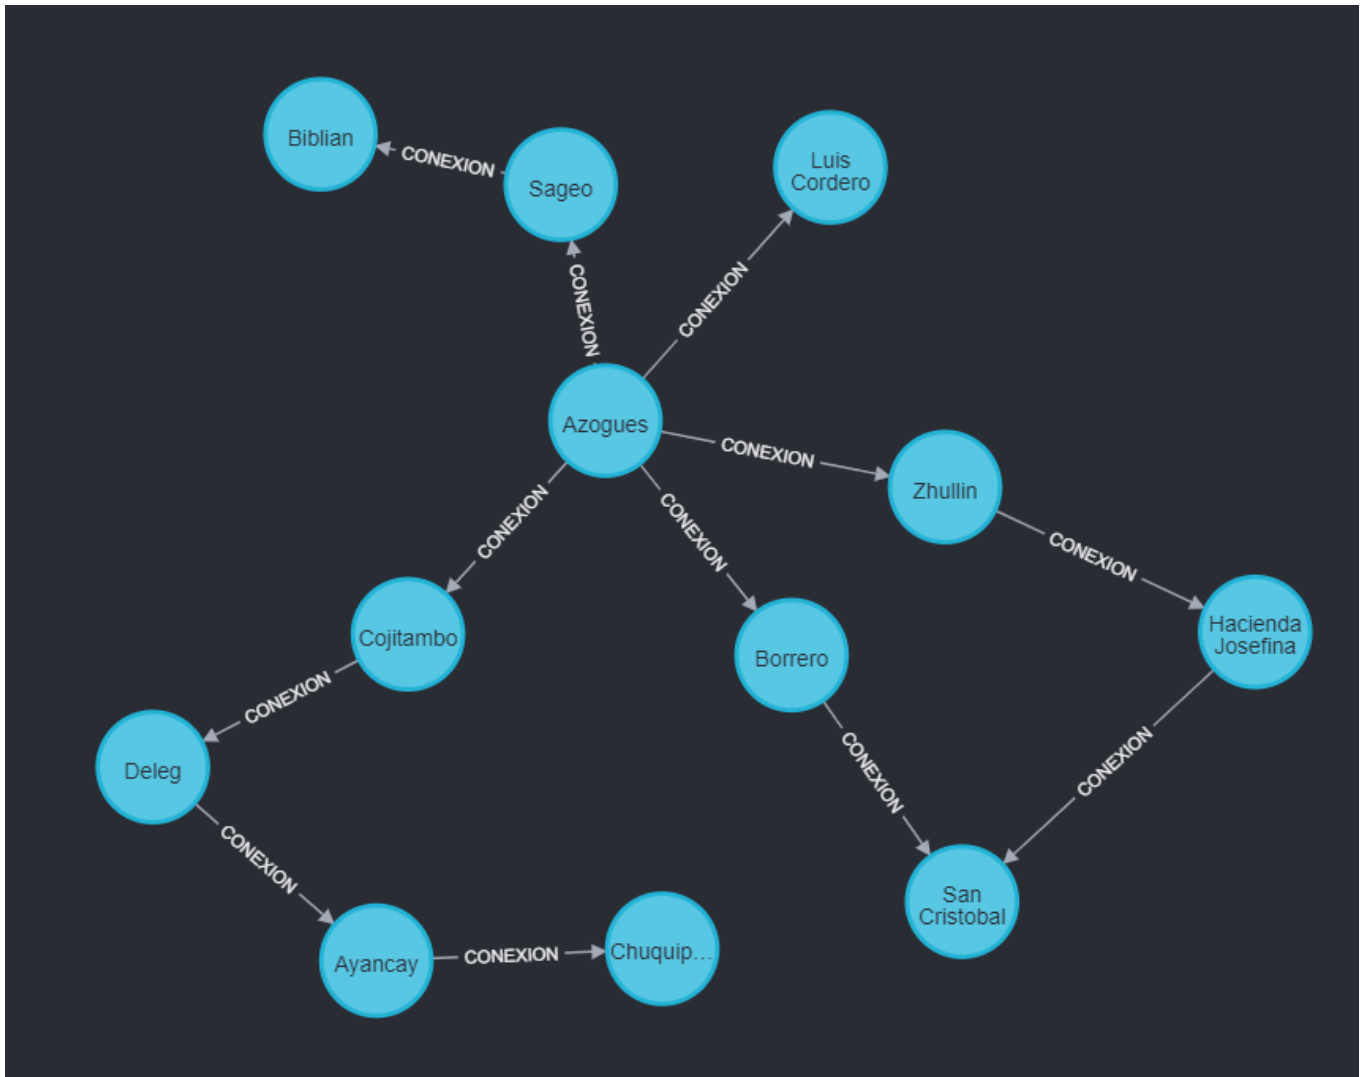 Biblian
CONEXION
Sageo
Luis
Cordero
CONEXION
CONEXION
Azogues
CONEXION
Zhullin
CONEXION
CONEXION
CONEXION
Cojitambo
Borrero
Hacienda
Josefina
CONEXION
Deleg
CONEXION
CONEXION
CONEXION
San
Cristobal
Ayancay
CONEXION
Chuquip...